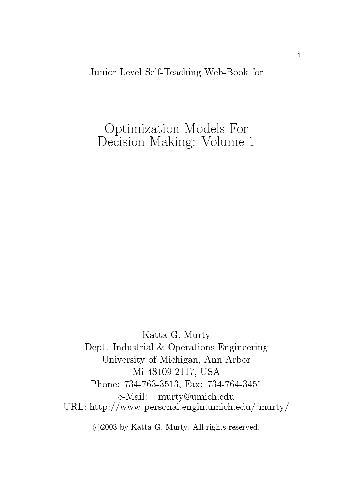 i
Junior Level Self-Teaching Web-Book for
Optimization Models For
Decision Making: Volume 1
Katta G. Murty
Dept. Industrial & Operations Engineering
University of Michigan, Ann Arbor
Mi-48109-2117, USA
Phone: 734-763-3513, Fax: 734-764-3451
e-Mail: murty@umich.edu
URL: http://www-personal.engin.umich.edu/˜murty/
©2003 by Katta G. Murty. All rights reserved.